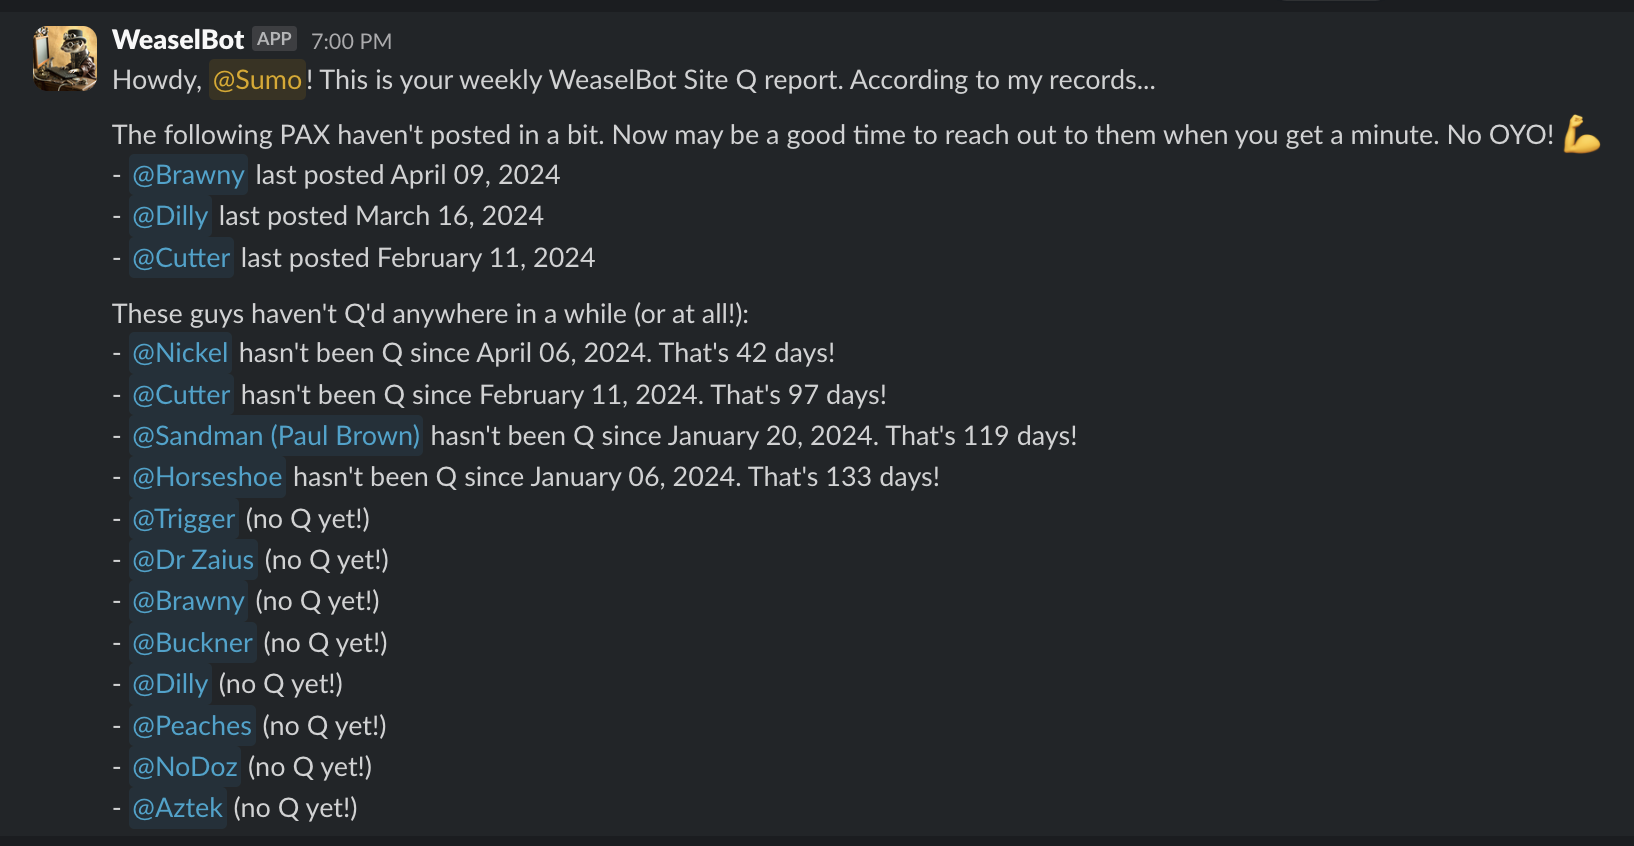 WeaselBot APP 7:00 PM
Howdy, @Sumo! This is your weekly WeaselBot Site Q report. According to my records...
The following PAX haven't posted in a bit. Now may be a good time to reach out to them when you get a minute. No OYO! 💪
- @Brawny last posted April 09, 2024
- @Dilly last posted March 16, 2024
- @Cutter last posted February 11, 2024
These guys haven't Q'd anywhere in a while (or at all!):
- @Nickel hasn't been Q since April 06, 2024. That's 42 days!
- @Cutter hasn't been Q since February 11, 2024. That's 97 days!
- @Sandman (Paul Brown) hasn't been Q since January 20, 2024. That's 119 days!
- @Horseshoe hasn't been Q since January 06, 2024. That's 133 days!
- @Trigger (no Q yet!)
- @Dr Zaius (no Q yet!)
- @Brawny (no Q yet!)
- @Buckner (no Q yet!)
- @Dilly (no Q yet!)
- @Peaches (no Q yet!)
- @NoDoz (no Q yet!)
- @Aztek (no Q yet!)